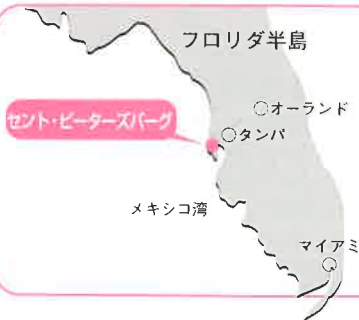 フロリダ半島
オーランド
セント・ピーターズバーグ
タンパ
メキシコ湾
マイアミ